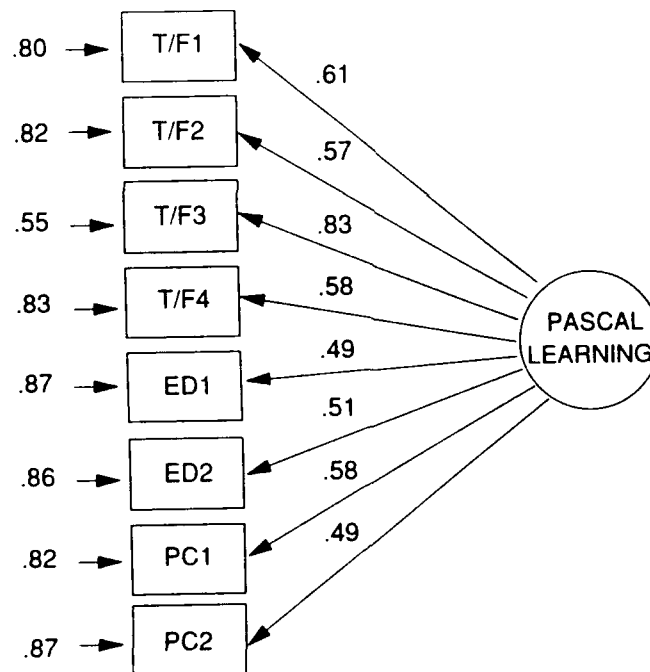 .80 T/F1 .61
.82 T/F2 .57
.55 T/F3 .83
.83 T/F4 .58
PASCAL
LEARNING
.87 ED1 .49
.86 ED2 .51
.82 PC1 .58
.87 PC2 .49